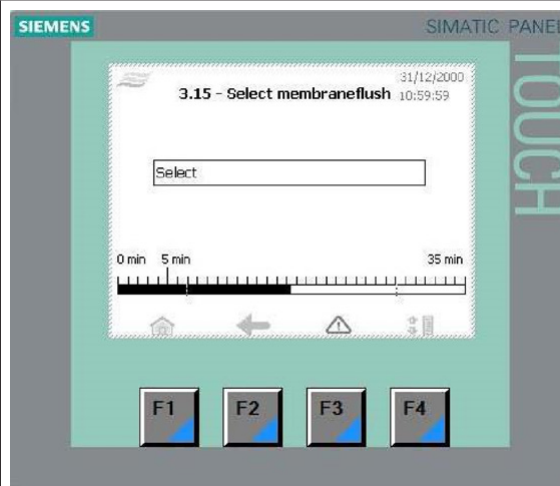 SIEMENS
SIMATIC PANEL
TOUCH
31/12/2000
3.15 - Select membraneflush 10:59:59
Select
0 min 5 min 35 min
F1 F2 F3 F4